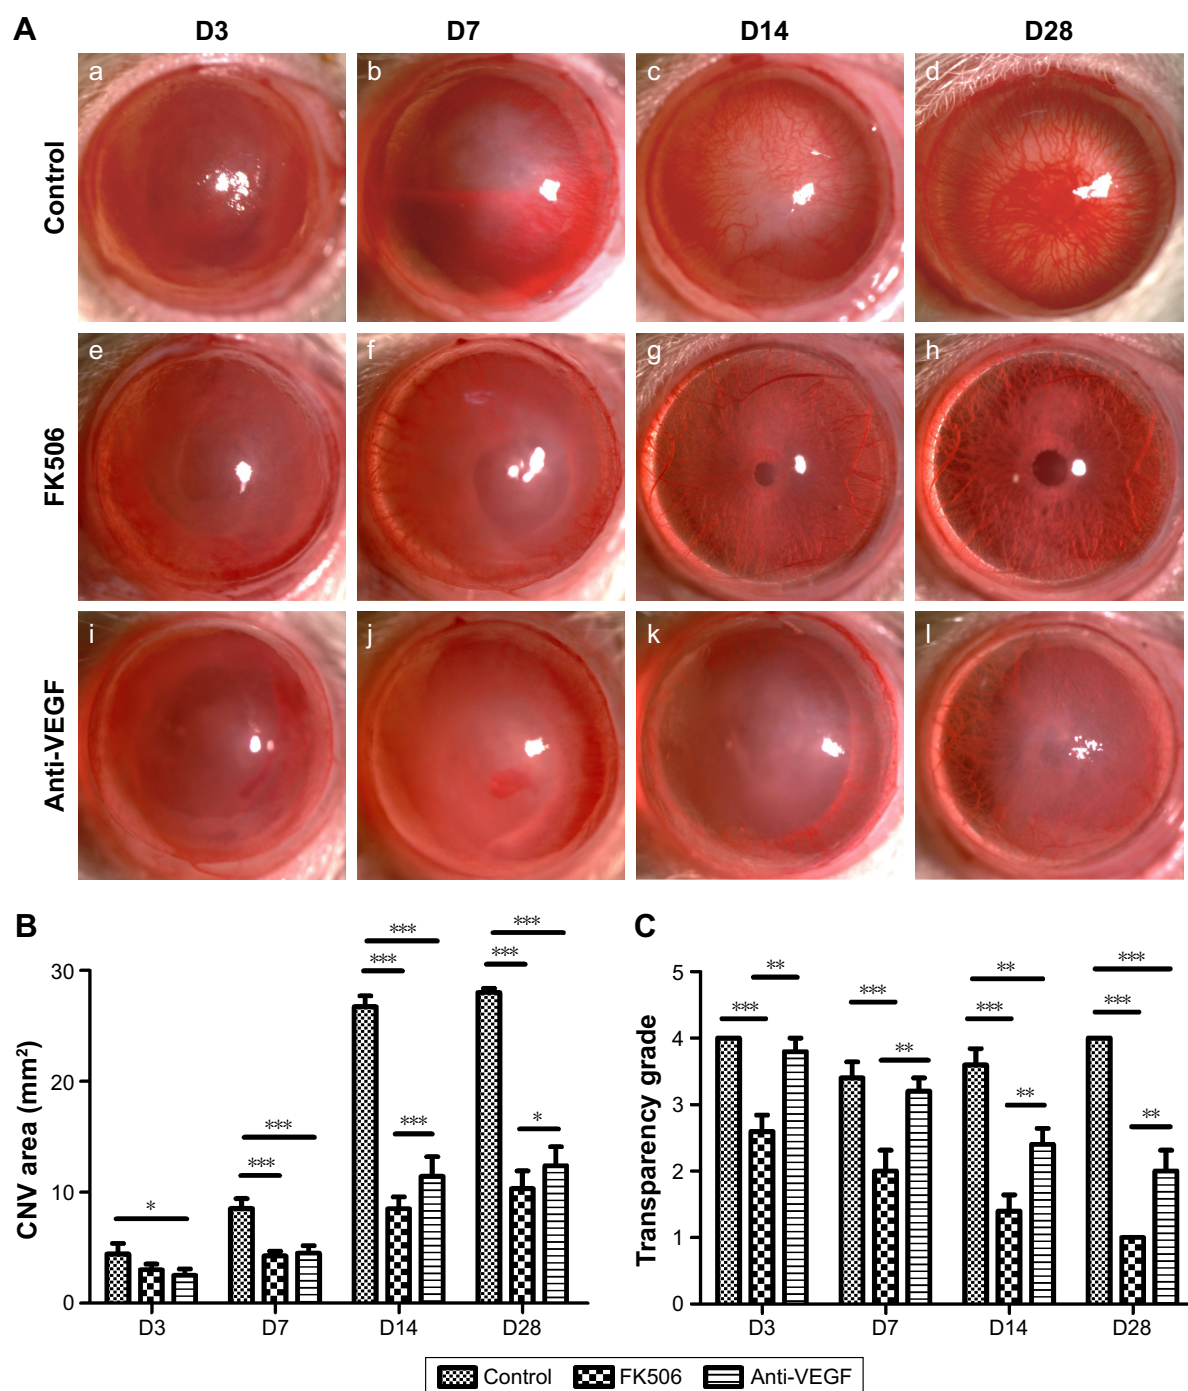 A D3 D7 D14 D28
Control a b c d
FK506 e f g h
Anti-VEGF i j k l
B
CNV area (mm²)
30
20
10
0
* *** *** *** *** *** *** *** *
D3 D7 D14 D28
C
Transparency grade
5
4
3
2
1
0
*** ** *** ** *** ** ** *** *** **
D3 D7 D14 D28
Control FK506 Anti-VEGF